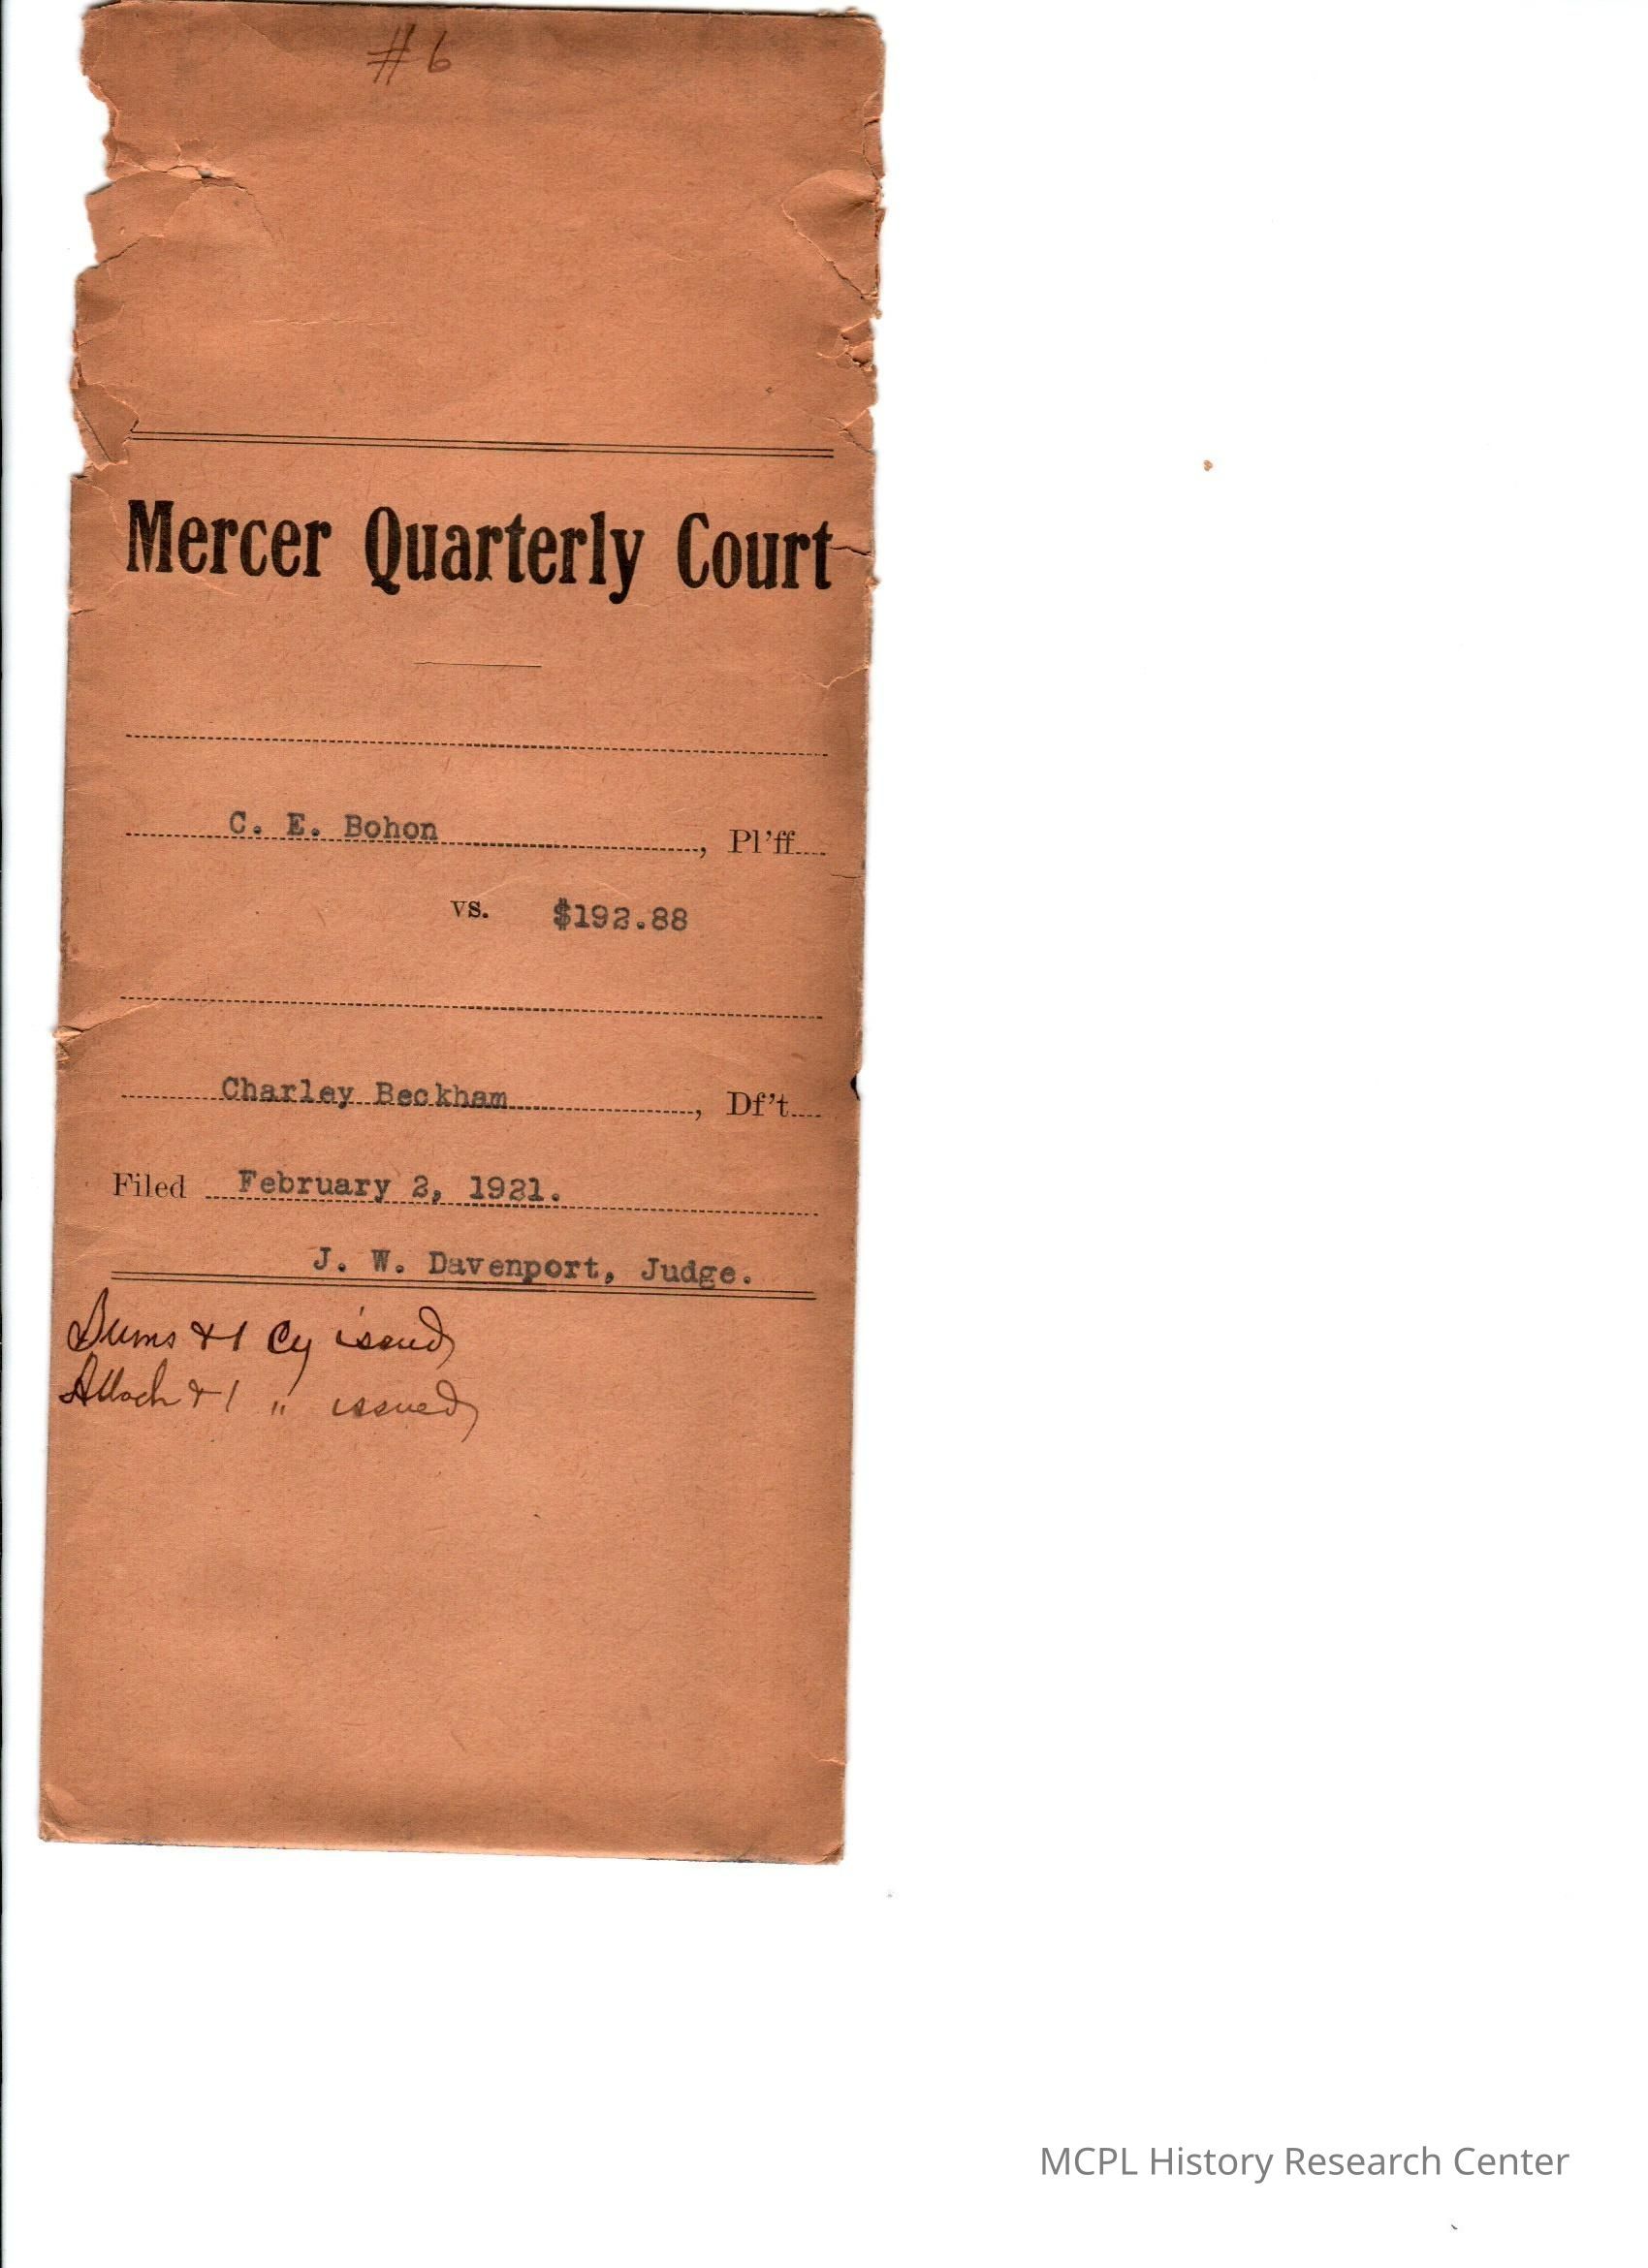 #6
Mercer Quarterly Court
C. E. Bohon, Pl'ff
vs. $192.88
Charley Beckham, Df't
Filed February 2, 1921.
J. W. Davenport, Judge.
Sums & 1 Cy issued
Attach & 1 " issued
MCPL History Research Center